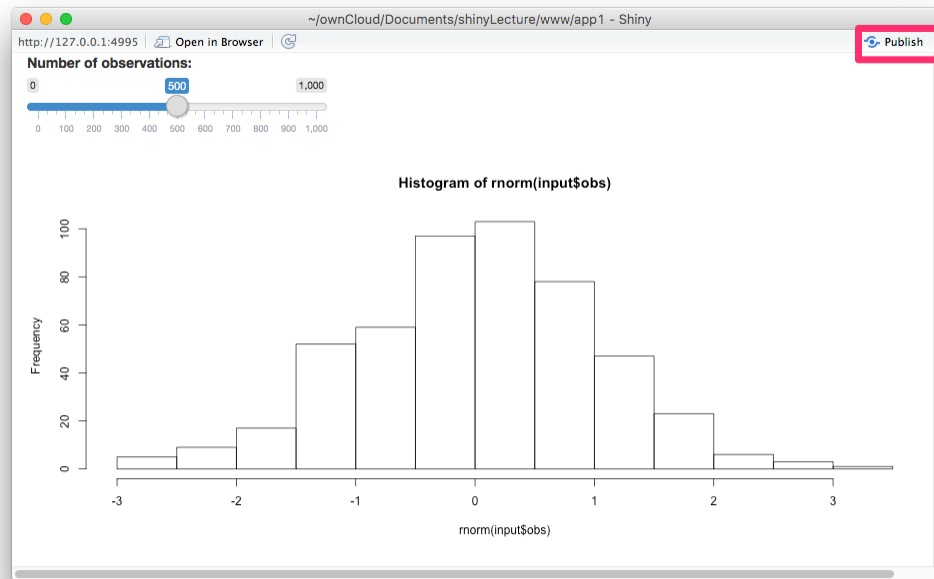 ~/ownCloud/Documents/shinyLecture/www/app1 - Shiny
http://127.0.0.1:4995 Open in Browser Publish
Number of observations:
0 500 1,000
0 100 200 300 400 500 600 700 800 900 1,000
Histogram of rnorm(input$obs)
Frequency
100
80
60
40
20
0
-3 -2 -1 0 1 2 3
rnorm(input$obs)